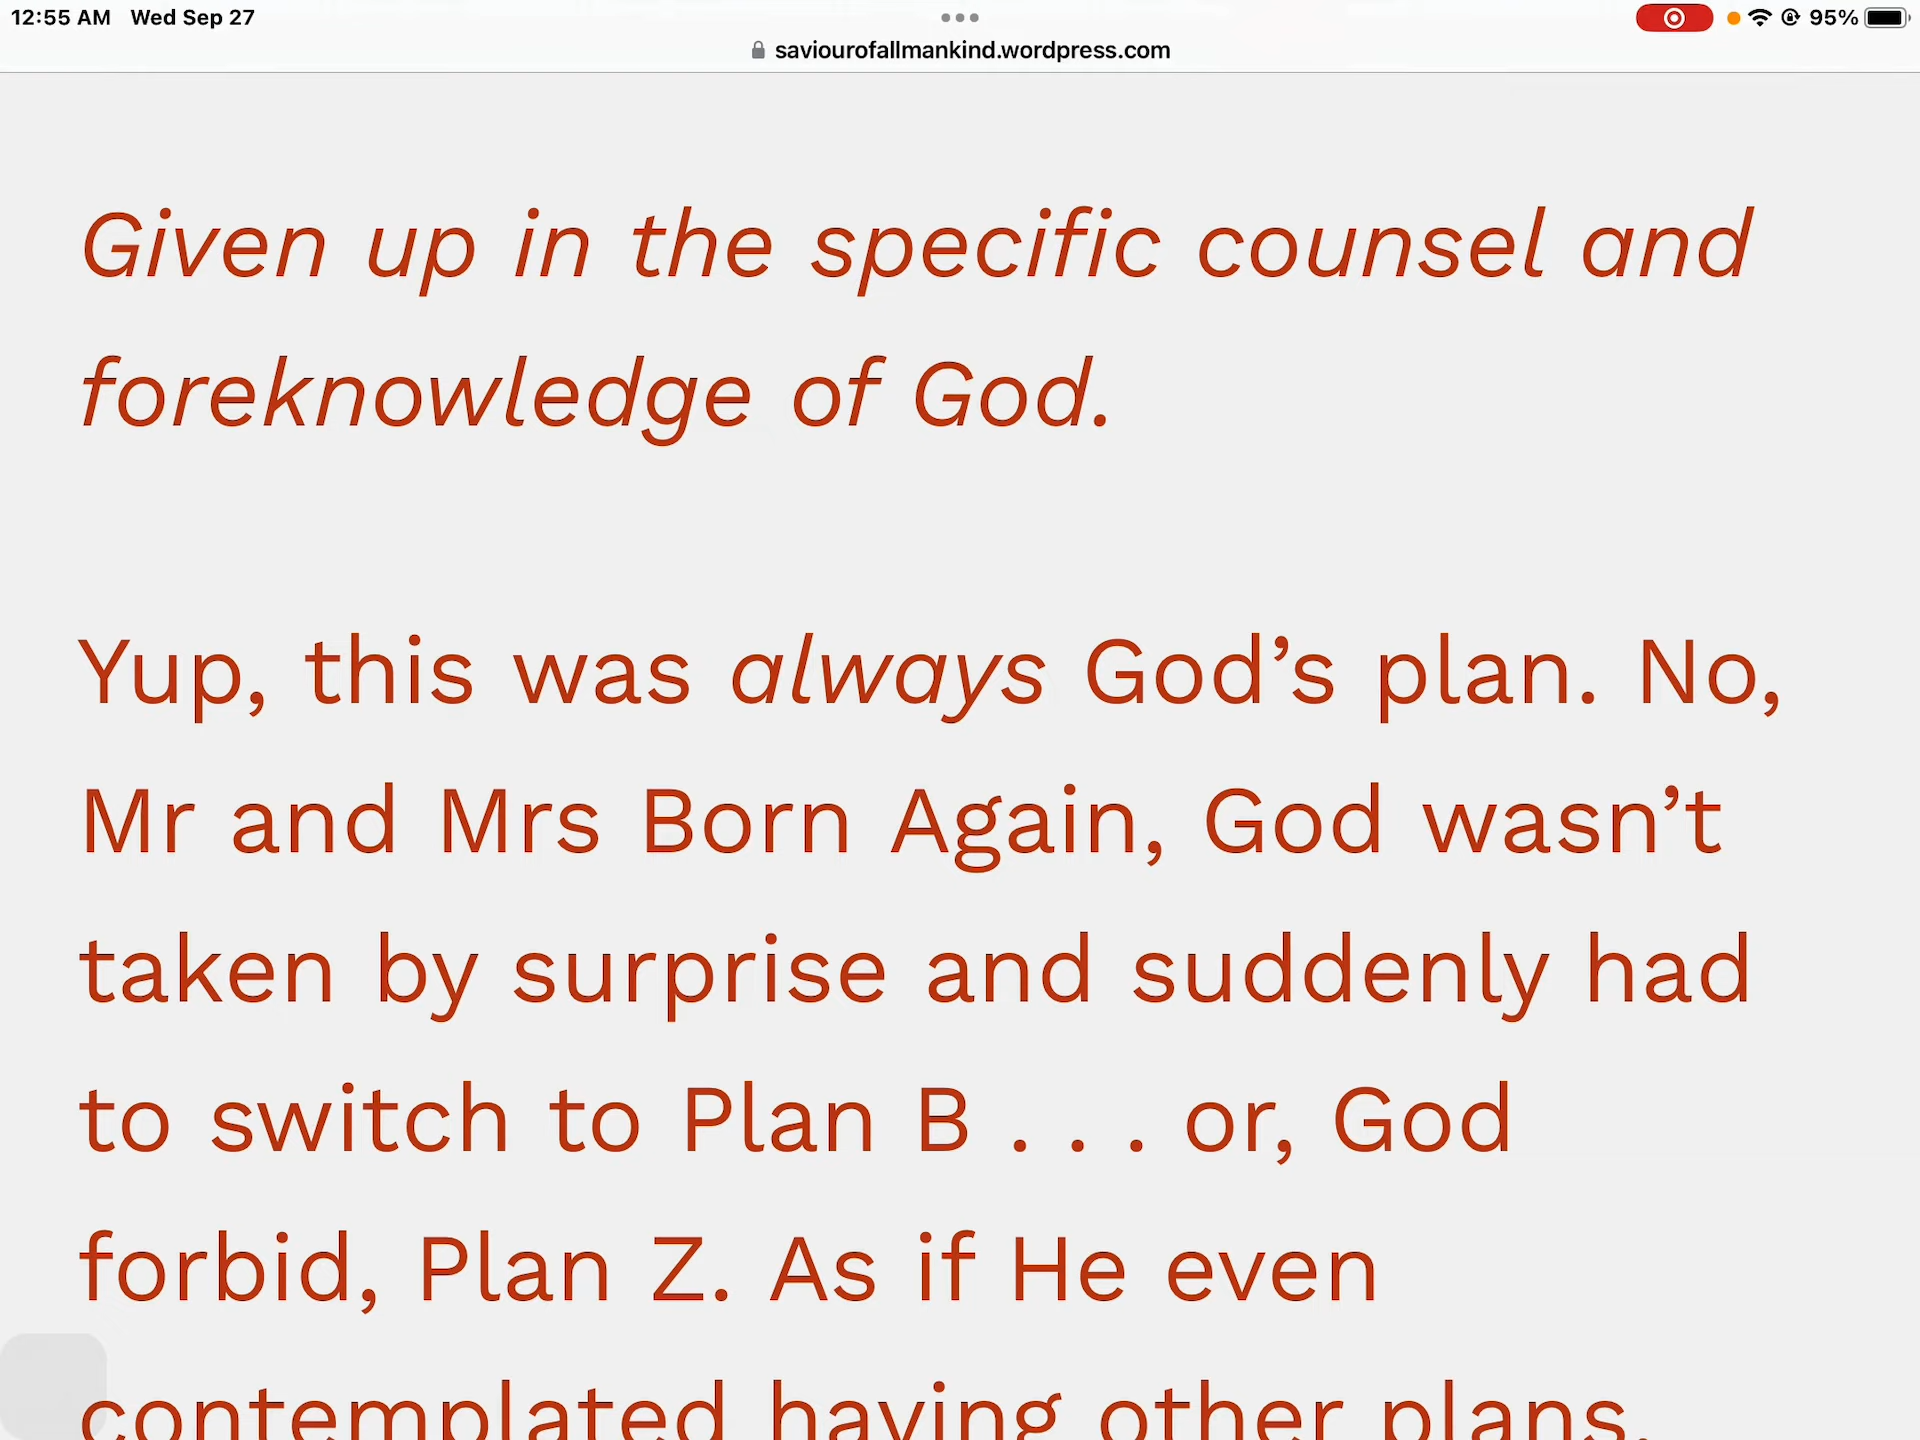 12:55 AM Wed Sep 27
95%
saviourofallmankind.wordpress.com
Given up in the specific counsel and
foreknowledge of God.
Yup, this was always God’s plan. No,
Mr and Mrs Born Again, God wasn’t
taken by surprise and suddenly had
to switch to Plan B . . . or, God
forbid, Plan Z. As if He even
contemplated having other plans.